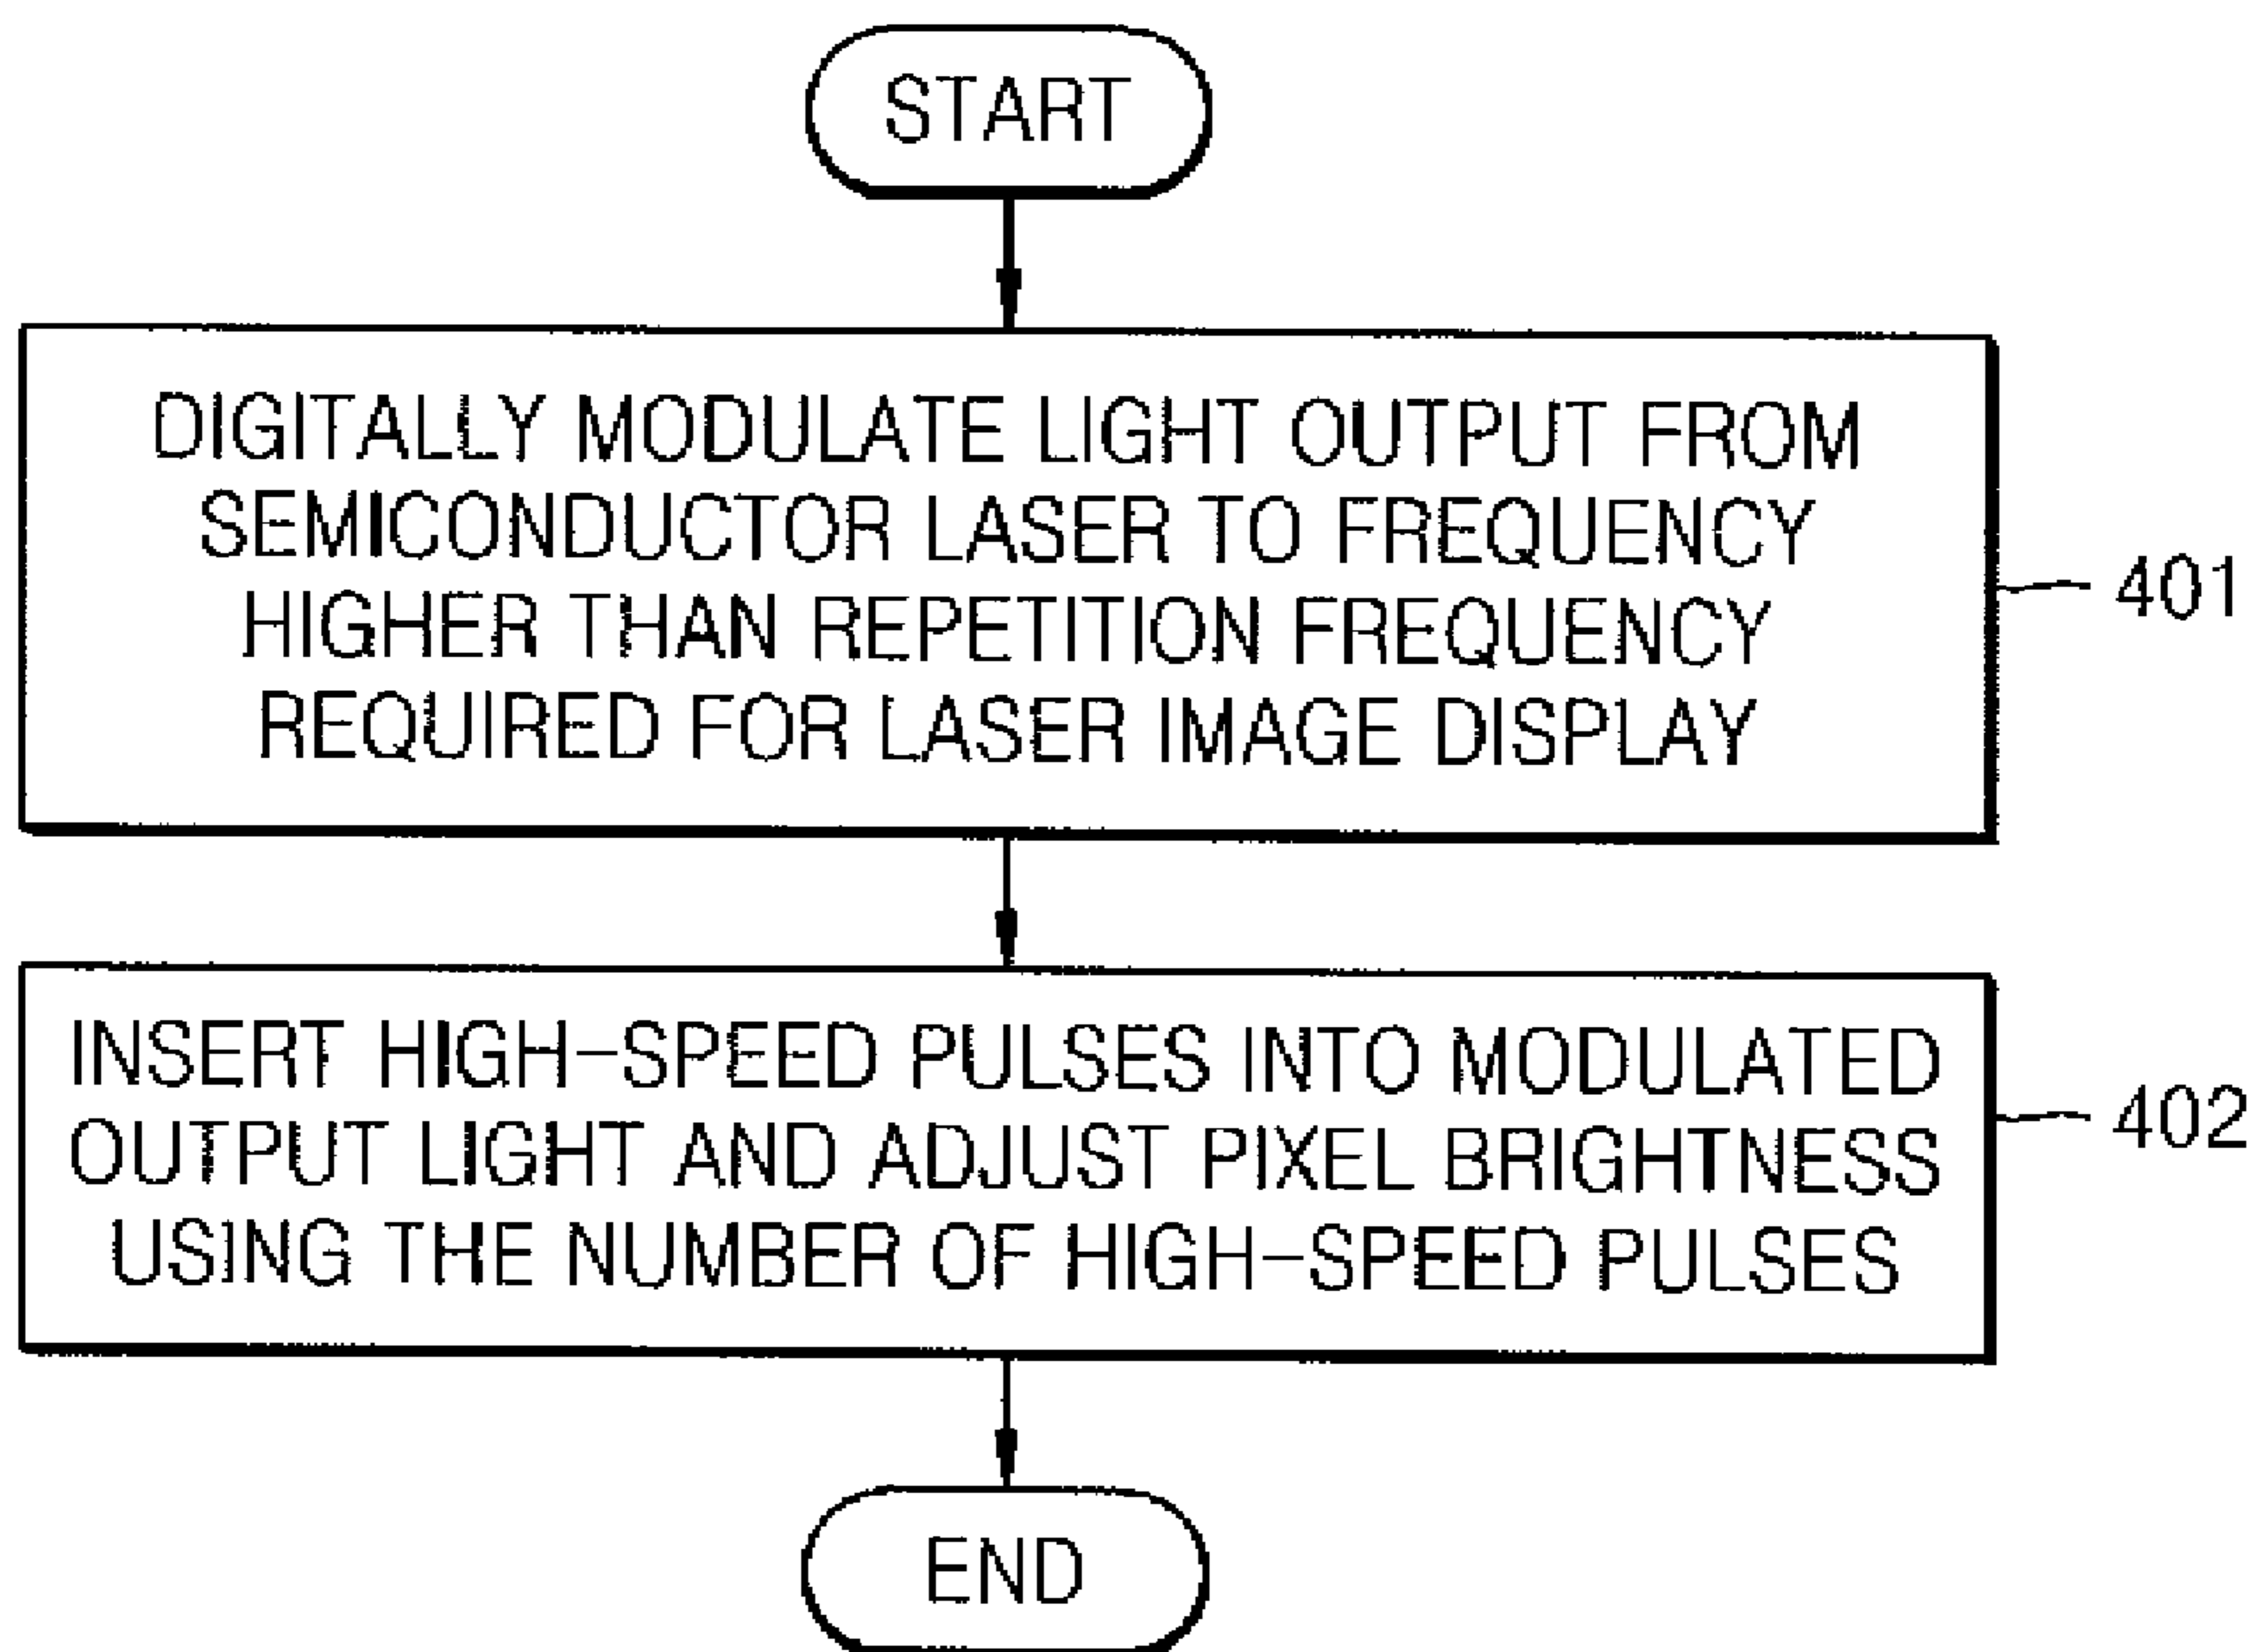 START
DIGITALLY MODULATE LIGHT OUTPUT FROM
SEMICONDUCTOR LASER TO FREQUENCY
HIGHER THAN REPETITION FREQUENCY
REQUIRED FOR LASER IMAGE DISPLAY
401
INSERT HIGH-SPEED PULSES INTO MODULATED
OUTPUT LIGHT AND ADJUST PIXEL BRIGHTNESS
USING THE NUMBER OF HIGH-SPEED PULSES
402
END